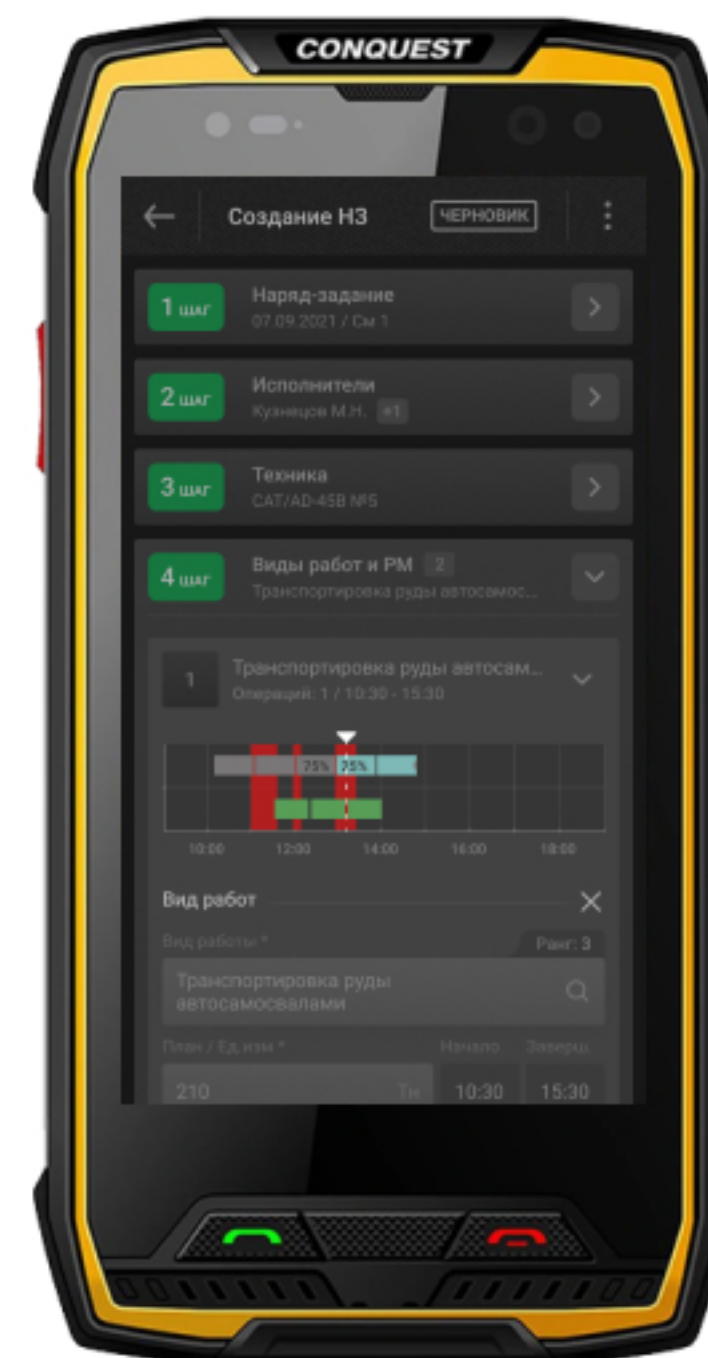 CONQUEST
Создание НЗ
ЧЕРНОВИК
1 ШАГ
Наряд-задание
07.09.2021 / См 1
2 ШАГ
Исполнители
Кузнецов М.Н. +1
3 ШАГ
Техника
CAT/AD-45B №5
4 ШАГ
Виды работ и РМ 2
Транспортировка руды автосамос...
1
Транспортировка руды автосам...
Операций: 1 / 10:30 - 15:30
75% 75%
10:00 12:00 14:00 16:00 18:00
Вид работ
Вид работы * Ранг: 3
Транспортировка руды
автосамосвалами
План / Ед.изм * Начало Заверш.
210 Тн 10:30 15:30